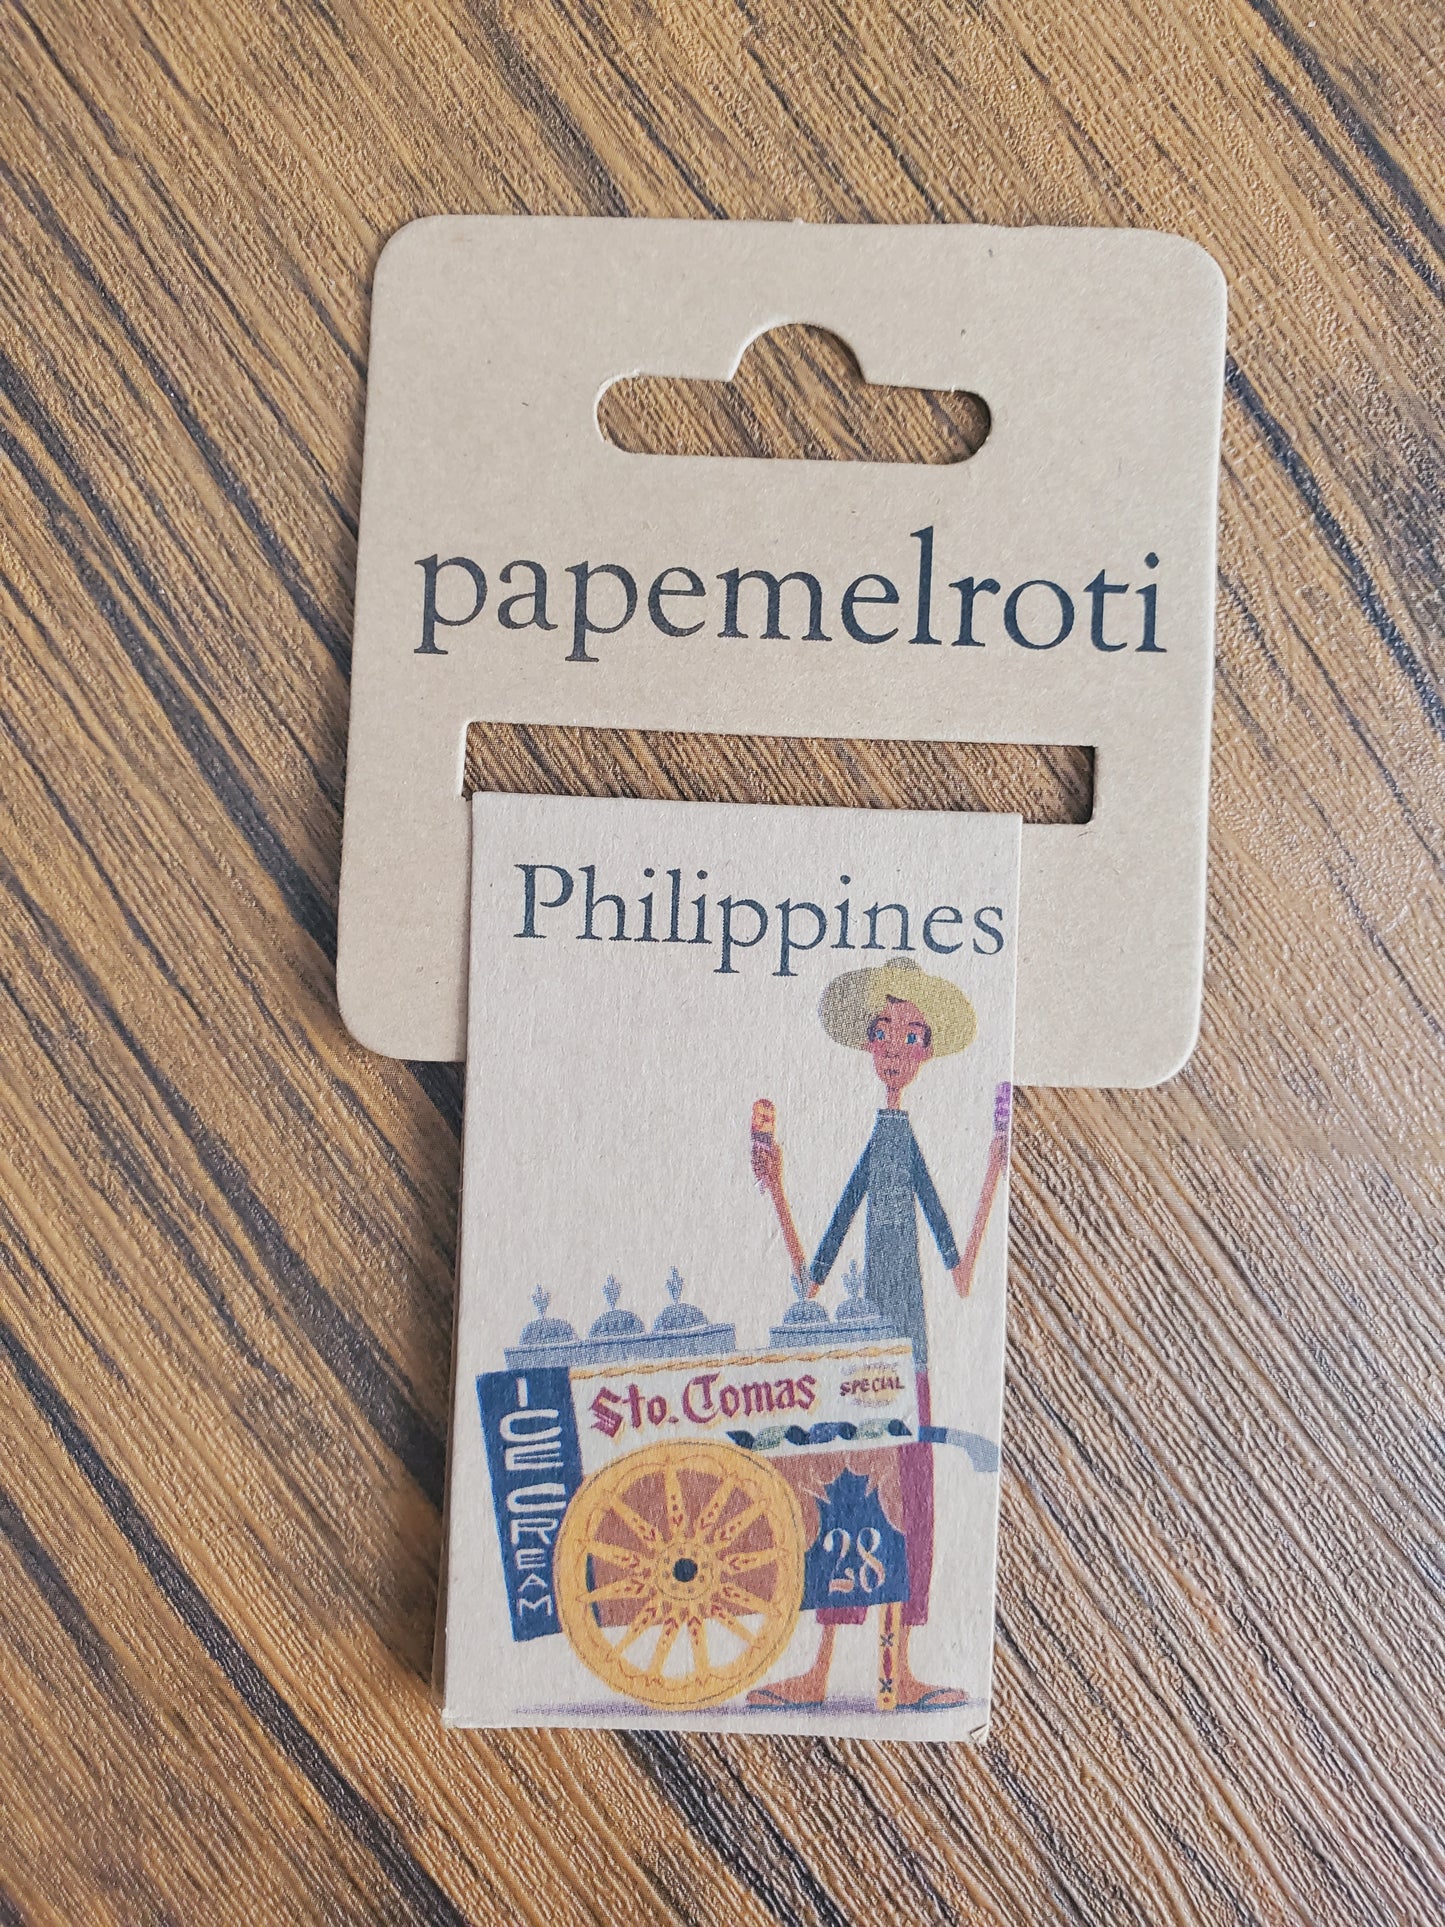 papemelroti
Philippines
Sto. Tomas
SPECIAL
ICE CREAM
28